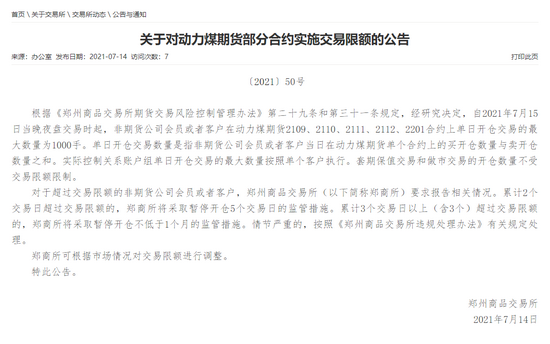 首页 \ 关于交易所 \ 交易所动态 \ 公告与通知
关于对动力煤期货部分合约实施交易限额的公告
来源：办公室 发布日期：2021-07-14 访问次数：7
打印此页
〔2021〕50号
根据《郑州商品交易所期货交易风险控制管理办法》第二十九条和第三十一条规定，经研究决定，自2021年7月15
日当晚夜盘交易时起，非期货公司会员或者客户在动力煤期货2109、2110、2111、2112、2201合约上单日开仓交易的最
大数量为1000手。单日开仓交易数量是指非期货公司会员或者客户当日在动力煤期货单个合约上的买开仓数量与卖开仓
数量之和。实际控制关系账户组单日开仓交易的最大数量按照单个客户执行。套期保值交易和做市交易的开仓数量不受
交易限额限制。
对于超过交易限额的非期货公司会员或者客户，郑州商品交易所（以下简称郑商所）要求报告相关情况。累计2个
交易日超过交易限额的，郑商所将采取暂停开仓5个交易日的监管措施。累计3个交易日以上（含3个）超过交易限额
的，郑商所将采取暂停开仓不低于1个月的监管措施。情节严重的，按照《郑州商品交易所违规处理办法》有关规定处
理。
郑商所可根据市场情况对交易限额进行调整。
特此公告。
郑州商品交易所
2021年7月14日